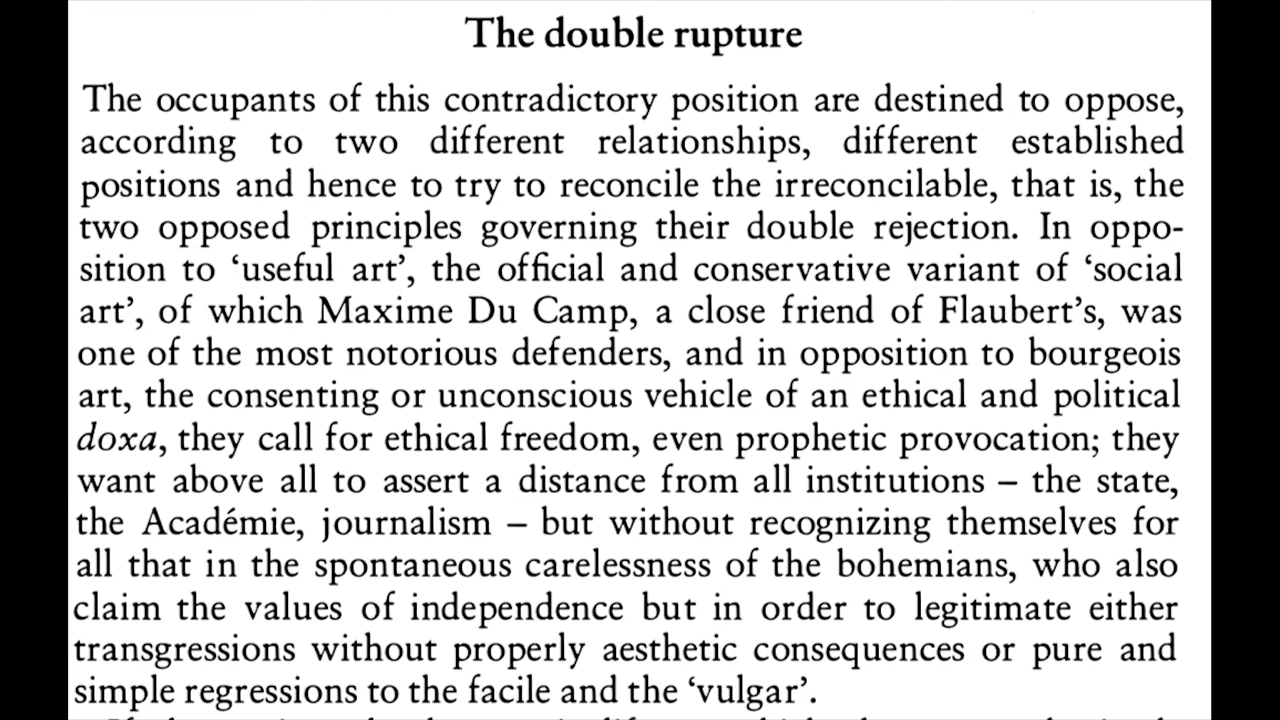 The double rupture
The occupants of this contradictory position are destined to oppose,
according to two different relationships, different established
positions and hence to try to reconcile the irreconcilable, that is, the
two opposed principles governing their double rejection. In oppo-
sition to ‘useful art’, the official and conservative variant of ‘social
art’, of which Maxime Du Camp, a close friend of Flaubert’s, was
one of the most notorious defenders, and in opposition to bourgeois
art, the consenting or unconscious vehicle of an ethical and political
doxa, they call for ethical freedom, even prophetic provocation; they
want above all to assert a distance from all institutions – the state,
the Académie, journalism – but without recognizing themselves for
all that in the spontaneous carelessness of the bohemians, who also
claim the values of independence but in order to legitimate either
transgressions without properly aesthetic consequences or pure and
simple regressions to the facile and the ‘vulgar’.